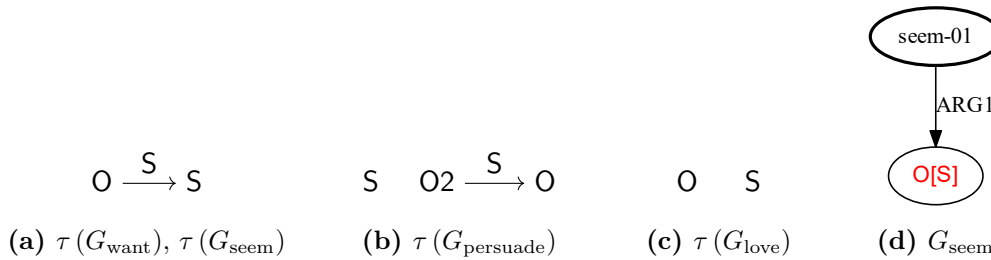 seem-01
ARG1
O[S]
O S→ S
S O2 S→ O
O S
(a) τ (G_want), τ (G_seem)
(b) τ (G_persuade)
(c) τ (G_love)
(d) G_seem